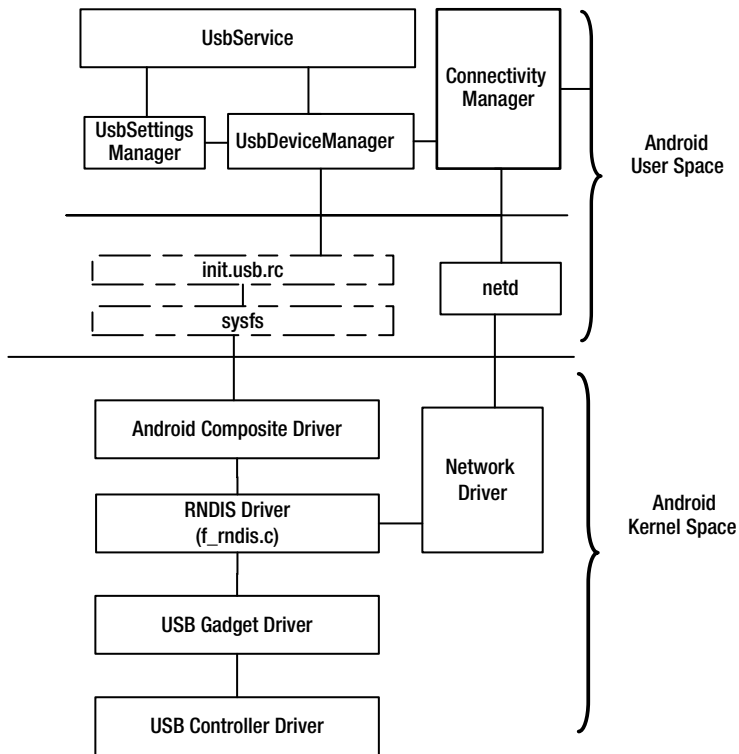 UsbService
Connectivity
Manager
UsbSettings
Manager
UsbDeviceManager
Android
User Space
init.usb.rc
netd
sysfs
Android Composite Driver
Network
Driver
RNDIS Driver
(f_rndis.c)
Android
Kernel Space
USB Gadget Driver
USB Controller Driver